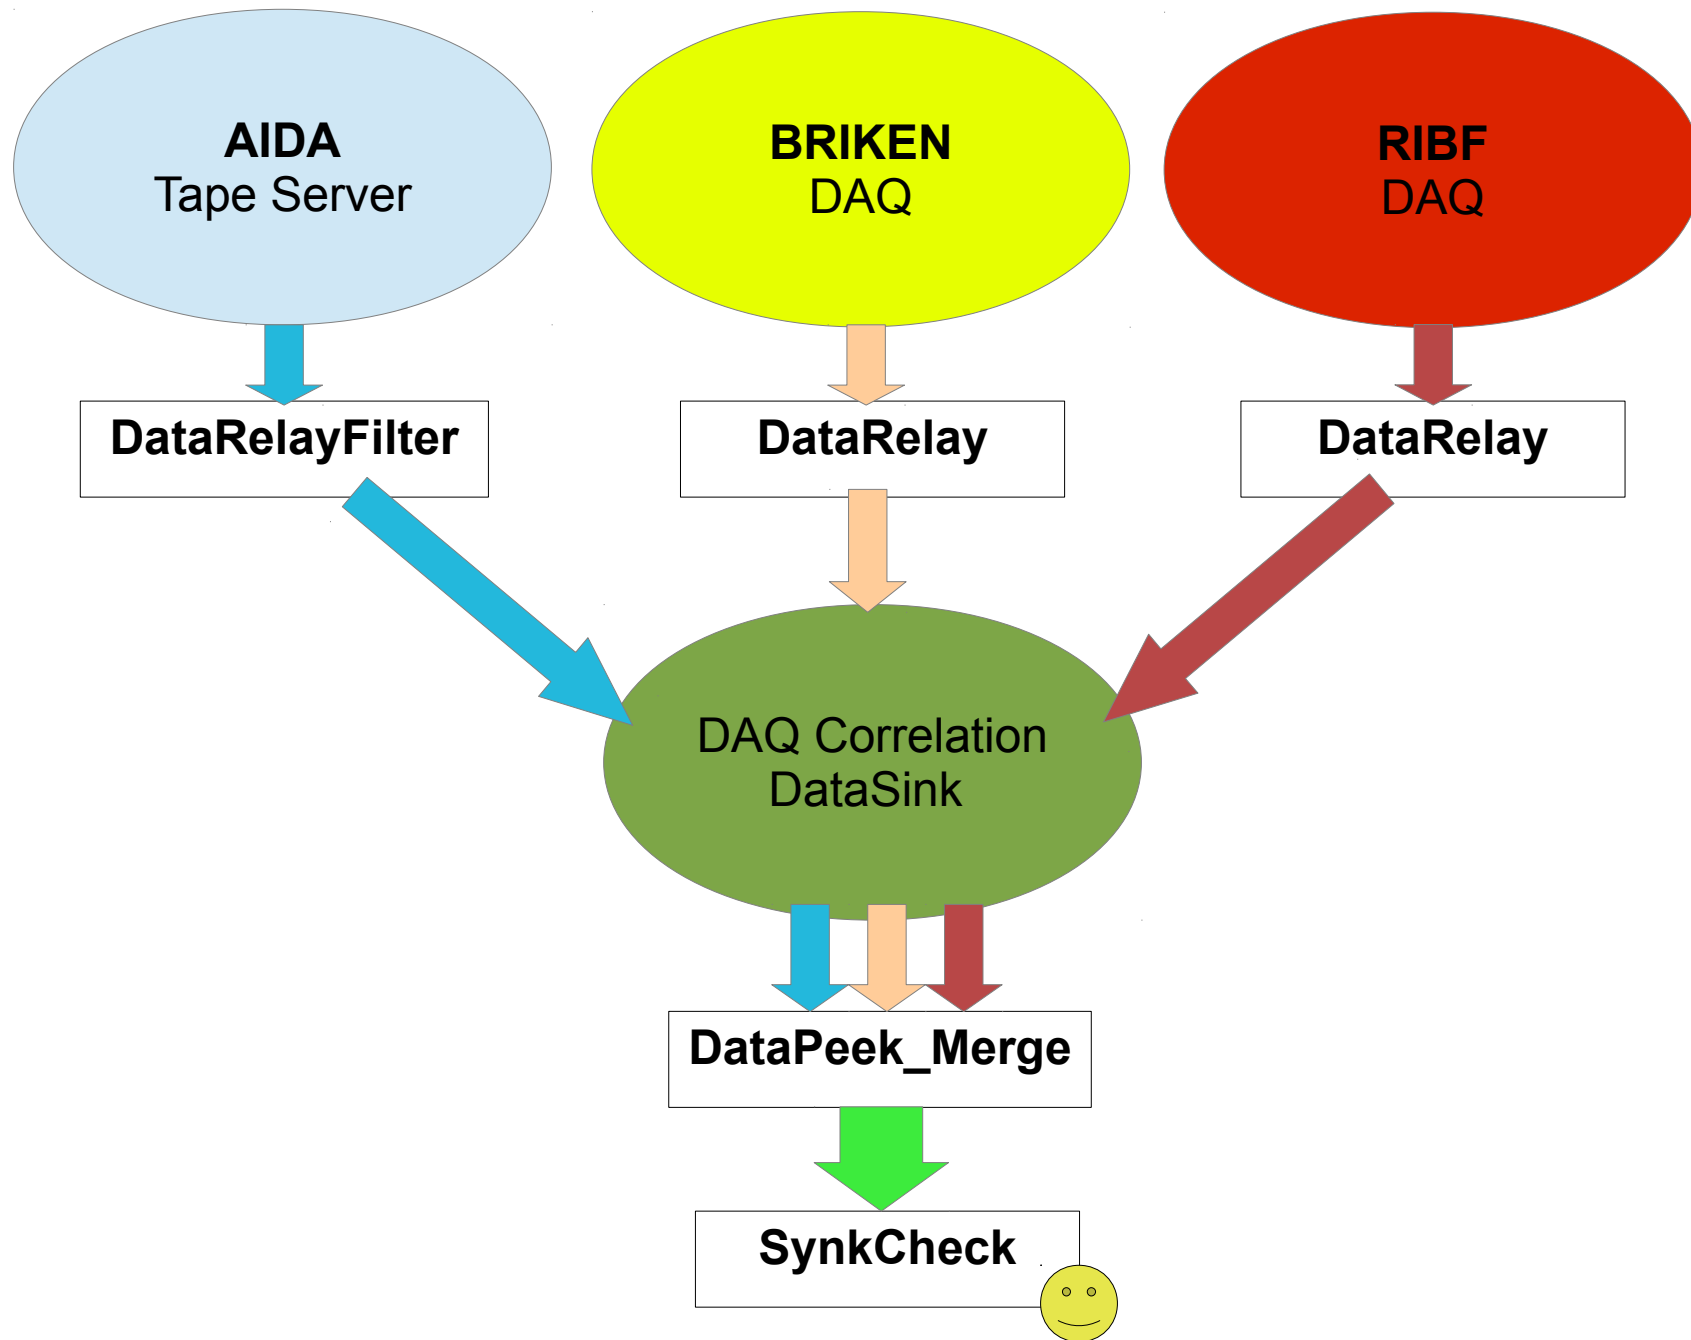 AIDA
Tape Server
BRIKEN
DAQ
RIBF
DAQ
DataRelayFilter
DataRelay
DataRelay
DAQ Correlation
DataSink
DataPeek_Merge
SynkCheck